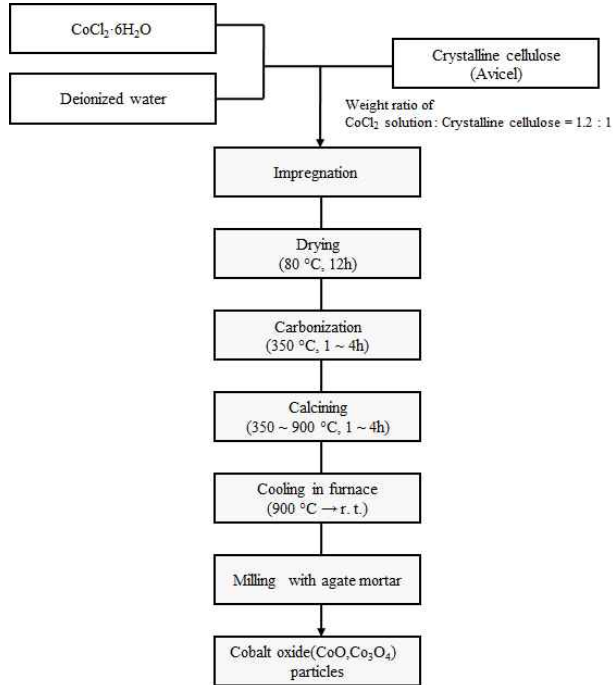 CoCl₂·6H₂O
Deionized water
Crystalline cellulose
(Avicel)
Weight ratio of
CoCl₂ solution : Crystalline cellulose = 1.2 : 1
Impregnation
Drying
(80 °C, 12h)
Carbonization
(350 °C, 1 ~ 4h)
Calcining
(350 ~ 900 °C, 1 ~ 4h)
Cooling in furnace
(900 °C → r. t.)
Milling with agate mortar
Cobalt oxide(CoO,Co₃O₄)
particles